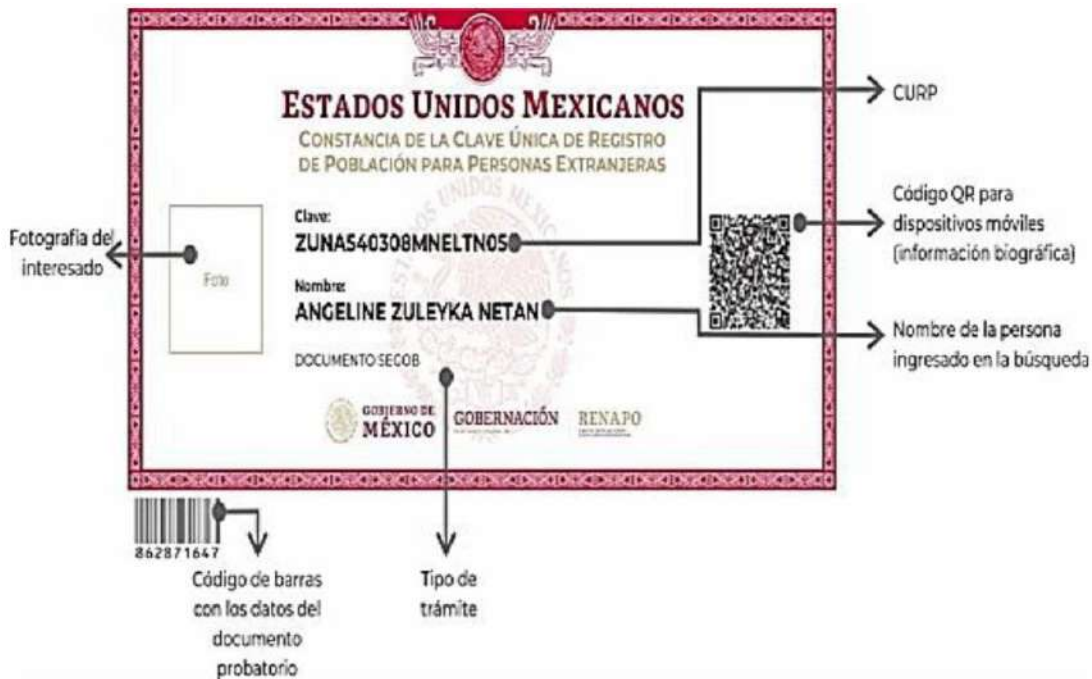 ESTADOS UNIDOS MEXICANOS
CONSTANCIA DE LA CLAVE ÚNICA DE REGISTRO
DE POBLACIÓN PARA PERSONAS EXTRANJERAS
Clave:
ZUNA540308MNELTN05
Nombre:
ANGELINE ZULEYKA NETAN
DOCUMENTO SECOB
Foto
GOBIERNO DE
MÉXICO
GOBERNACIÓN
RENAPO
862871647
Fotografía del
interesado
CURP
Código QR para
dispositivos móviles
(información biográfica)
Nombre de la persona
ingresado en la búsqueda
Código de barras
con los datos del
documento
probatorio
Tipo de
trámite
ESTADOS UNIDOS MEXICANOS